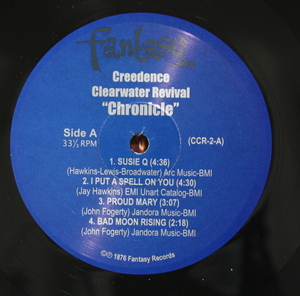 fantasy
Creedence
Clearwater Revival
"Chronicle"
Side A
33⅓ RPM
(CCR-2-A)
1. SUSIE Q (4:36)
(Hawkins-Lewis-Broadwater) Arc Music-BMI
2. I PUT A SPELL ON YOU (4:30)
(Jay Hawkins) EMI Unart Catalog-BMI
3. PROUD MARY (3:07)
(John Fogerty) Jandora Music-BMI
4. BAD MOON RISING (2:18)
(John Fogerty) Jandora Music-BMI
©℗ 1976 Fantasy Records